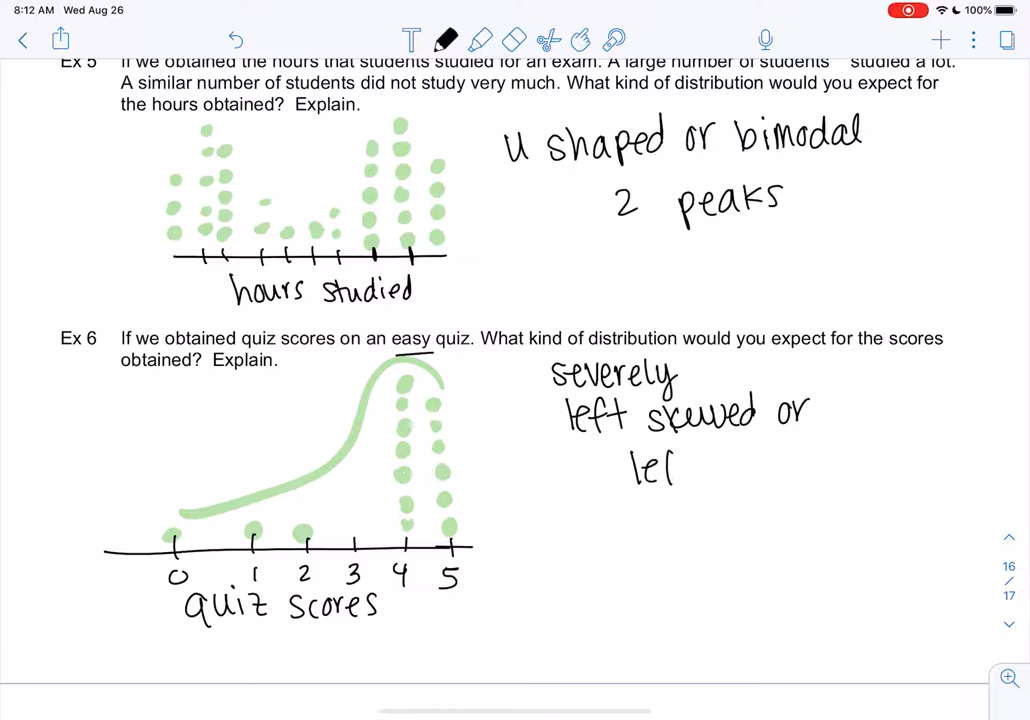 8:12 AM Wed Aug 26
100%
Ex 5 If we obtained the hours that students studied for an exam. A large number of students studied a lot.
A similar number of students did not study very much. What kind of distribution would you expect for
the hours obtained? Explain.
u shaped or bimodal
2 peaks
hours studied
Ex 6 If we obtained quiz scores on an easy quiz. What kind of distribution would you expect for the scores
obtained? Explain.
severely
left skewed or
lef
0 1 2 3 4 5
quiz scores
16
/
17